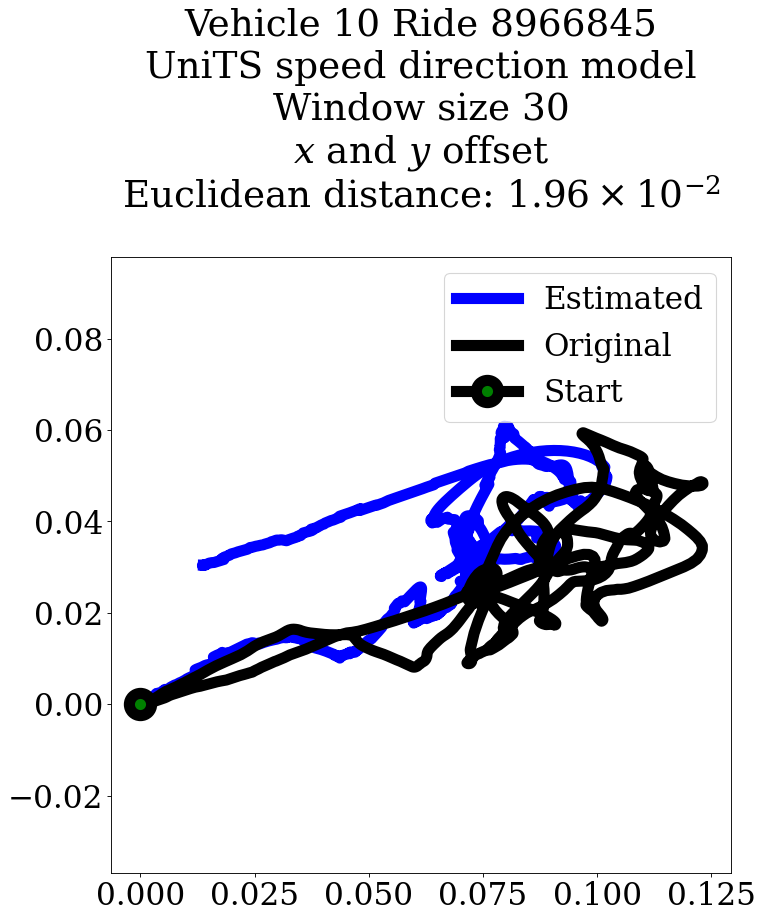 Vehicle 10 Ride 8966845
UniTS speed direction model
Window size 30
x and y offset
Euclidean distance: 1.96 × 10⁻²
Estimated
Original
Start
0.08
0.06
0.04
0.02
0.00
−0.02
0.000 0.025 0.050 0.075 0.100 0.125